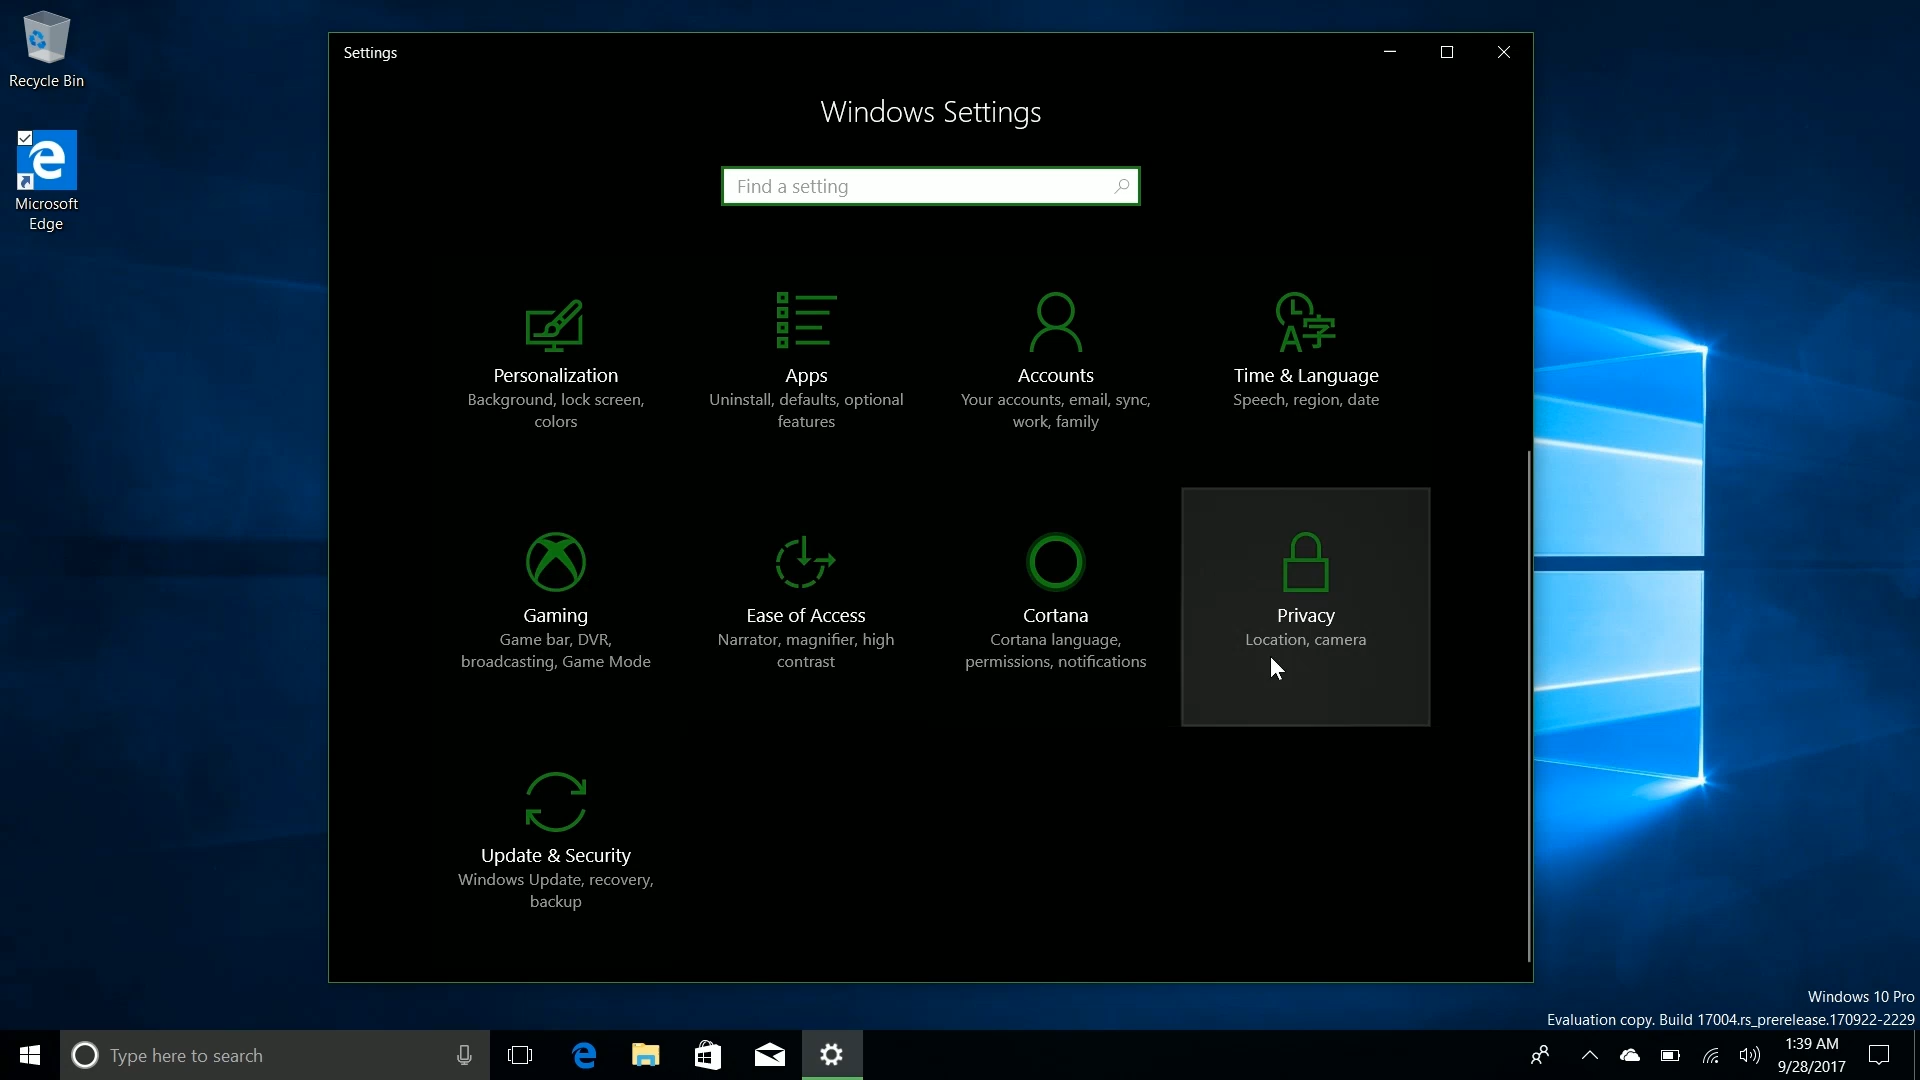 Recycle Bin
Microsoft
Edge
Settings
Windows Settings
Find a setting
Personalization
Background, lock screen,
colors
Apps
Uninstall, defaults, optional
features
Accounts
Your accounts, email, sync,
work, family
Time & Language
Speech, region, date
Gaming
Game bar, DVR,
broadcasting, Game Mode
Ease of Access
Narrator, magnifier, high
contrast
Cortana
Cortana language,
permissions, notifications
Privacy
Location, camera
Update & Security
Windows Update, recovery,
backup
Windows 10 Pro
Evaluation copy. Build 17004.rs_prerelease.170922-2229
Type here to search
1:39 AM
9/28/2017